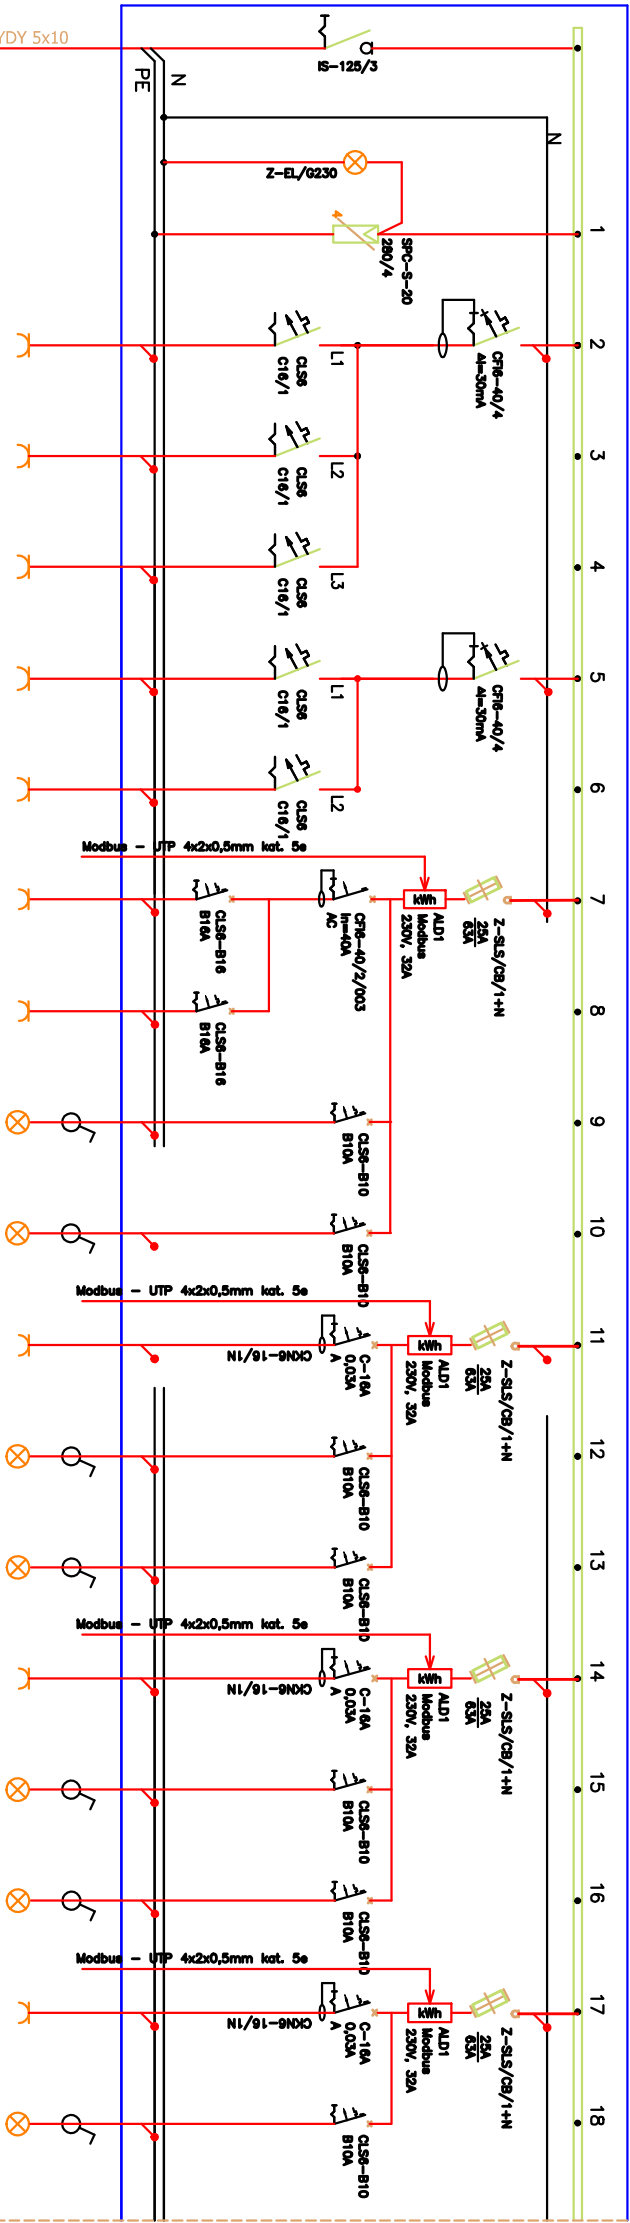 YDY 5x10
IS-125/3
N
PE
N
Z-EL/G230
1
SPC-S-20
280/4
2
CFI6-40/4
ΔI=30mA
L1
CLS6
C16/1
3
L2
CLS6
C16/1
4
L3
CLS6
C16/1
5
CFI6-40/4
ΔI=30mA
L1
CLS6
C16/1
6
L2
CLS6
C16/1
Modbus - UTP 4x2x0,5mm kat. 5e
7
Z-SLS/CB/1+N
25A
63A
kWh
ALD1
Modbus
230V, 32A
CFI6-40/2/003
In=40A
AC
CLS6-B16
B16A
8
CLS6-B16
B16A
9
CLS6-B10
B10A
10
CLS6-B10
B10A
Modbus - UTP 4x2x0,5mm kat. 5e
11
Z-SLS/CB/1+N
25A
63A
kWh
ALD1
Modbus
230V, 32A
C-16A
0,03A
A
CKN6-16/1N
12
CLS6-B10
B10A
13
CLS6-B10
B10A
Modbus - UTP 4x2x0,5mm kat. 5e
14
Z-SLS/CB/1+N
25A
63A
kWh
ALD1
Modbus
230V, 32A
C-16A
0,03A
A
CKN6-16/1N
15
CLS6-B10
B10A
16
CLS6-B10
B10A
Modbus - UTP 4x2x0,5mm kat. 5e
17
Z-SLS/CB/1+N
25A
63A
kWh
ALD1
Modbus
230V, 32A
C-16A
0,03A
A
CKN6-16/1N
18
CLS6-B10
B10A